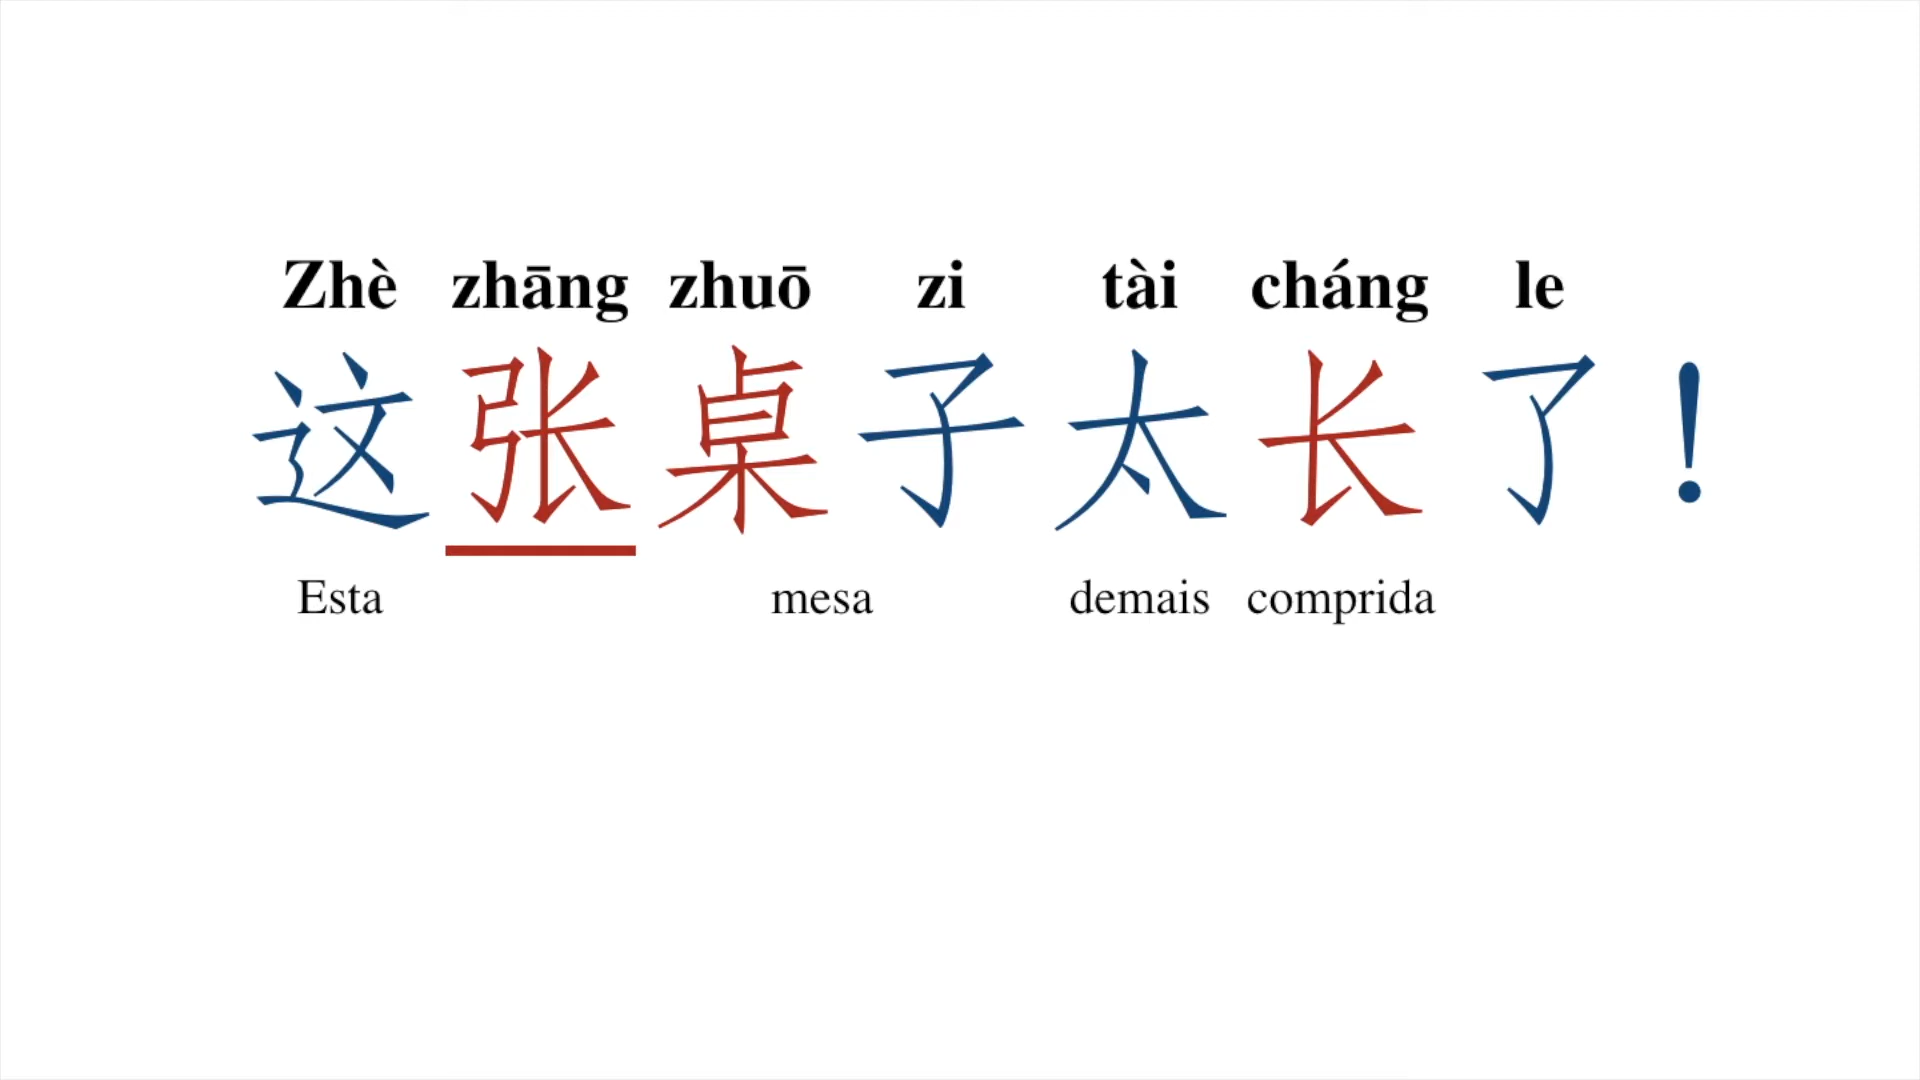 Zhè zhāng zhuō zi tài cháng le
这张桌子太长了！
Esta mesa demais comprida